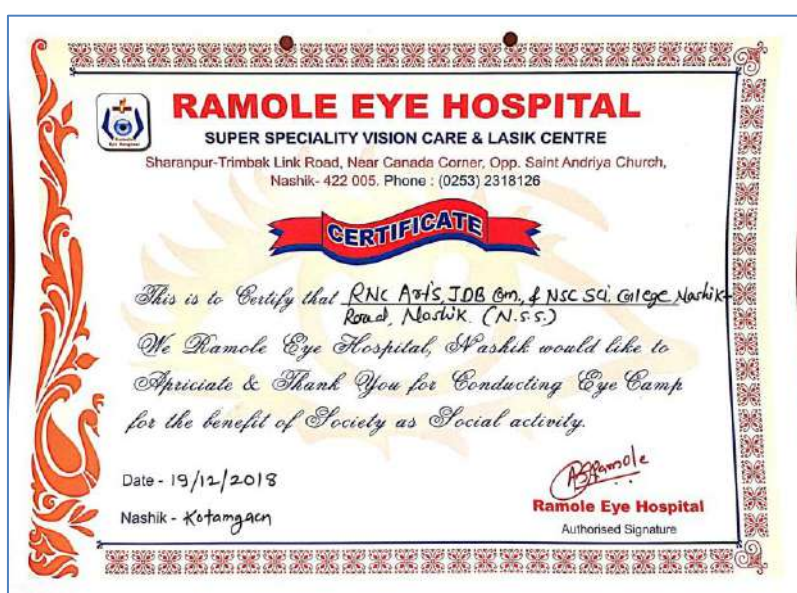 RAMOLE EYE HOSPITAL
SUPER SPECIALITY VISION CARE & LASIK CENTRE
Sharanpur-Trimbak Link Road, Near Canada Corner, Opp. Saint Andriya Church,
Nashik- 422 005. Phone : (0253) 2318126
CERTIFICATE
This is to Certify that RNC Arts, JDB Com., & NSC Sci. College Nashik-
Road, Nashik. (N.S.S.)
We Ramole Eye Hospital, Nashik would like to
Apriciate & Thank You for Conducting Eye Camp
for the benefit of Society as Social activity.
Date - 19/12/2018
Nashik - Kotamgaon
Ramole Eye Hospital
Authorised Signature